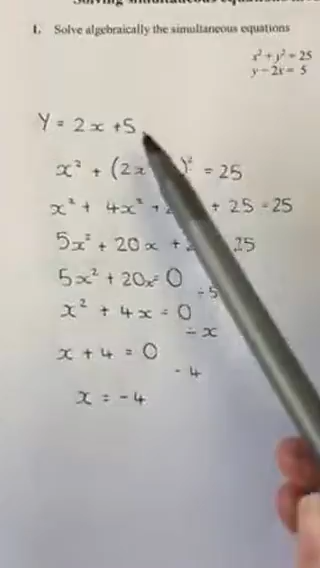 1. Solve algebraically the simultaneous equations
x² + y² = 25
y - 2x = 5
y = 2x + 5
x² + (2x )² = 25
x² + 4x² + + 25 = 25
5x² + 20x + 25
5x² + 20x = 0
÷ 5
x² + 4x = 0
÷ x
x + 4 = 0
- 4
x = -4